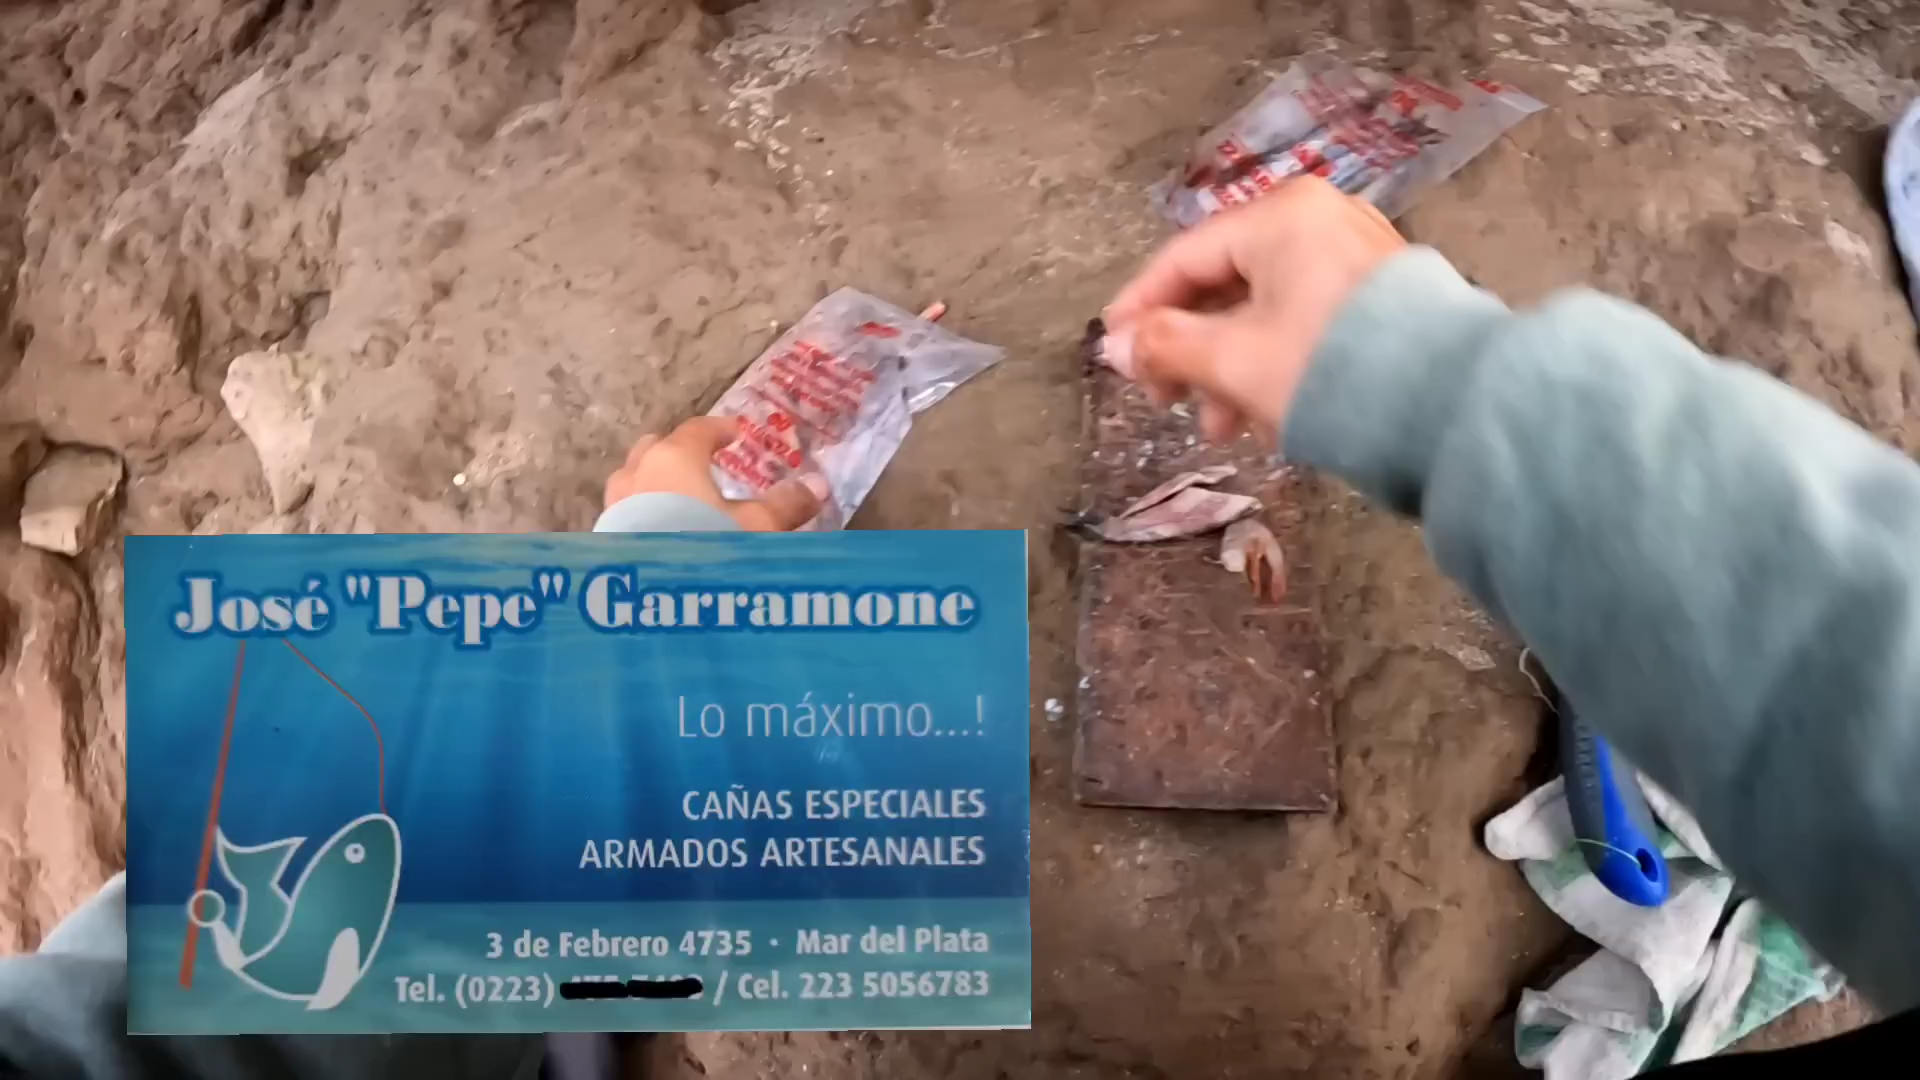 José "Pepe" Garramone
Lo máximo...!
CAÑAS ESPECIALES
ARMADOS ARTESANALES
3 de Febrero 4735 · Mar del Plata
Tel. (0223) / Cel. 223 5056783